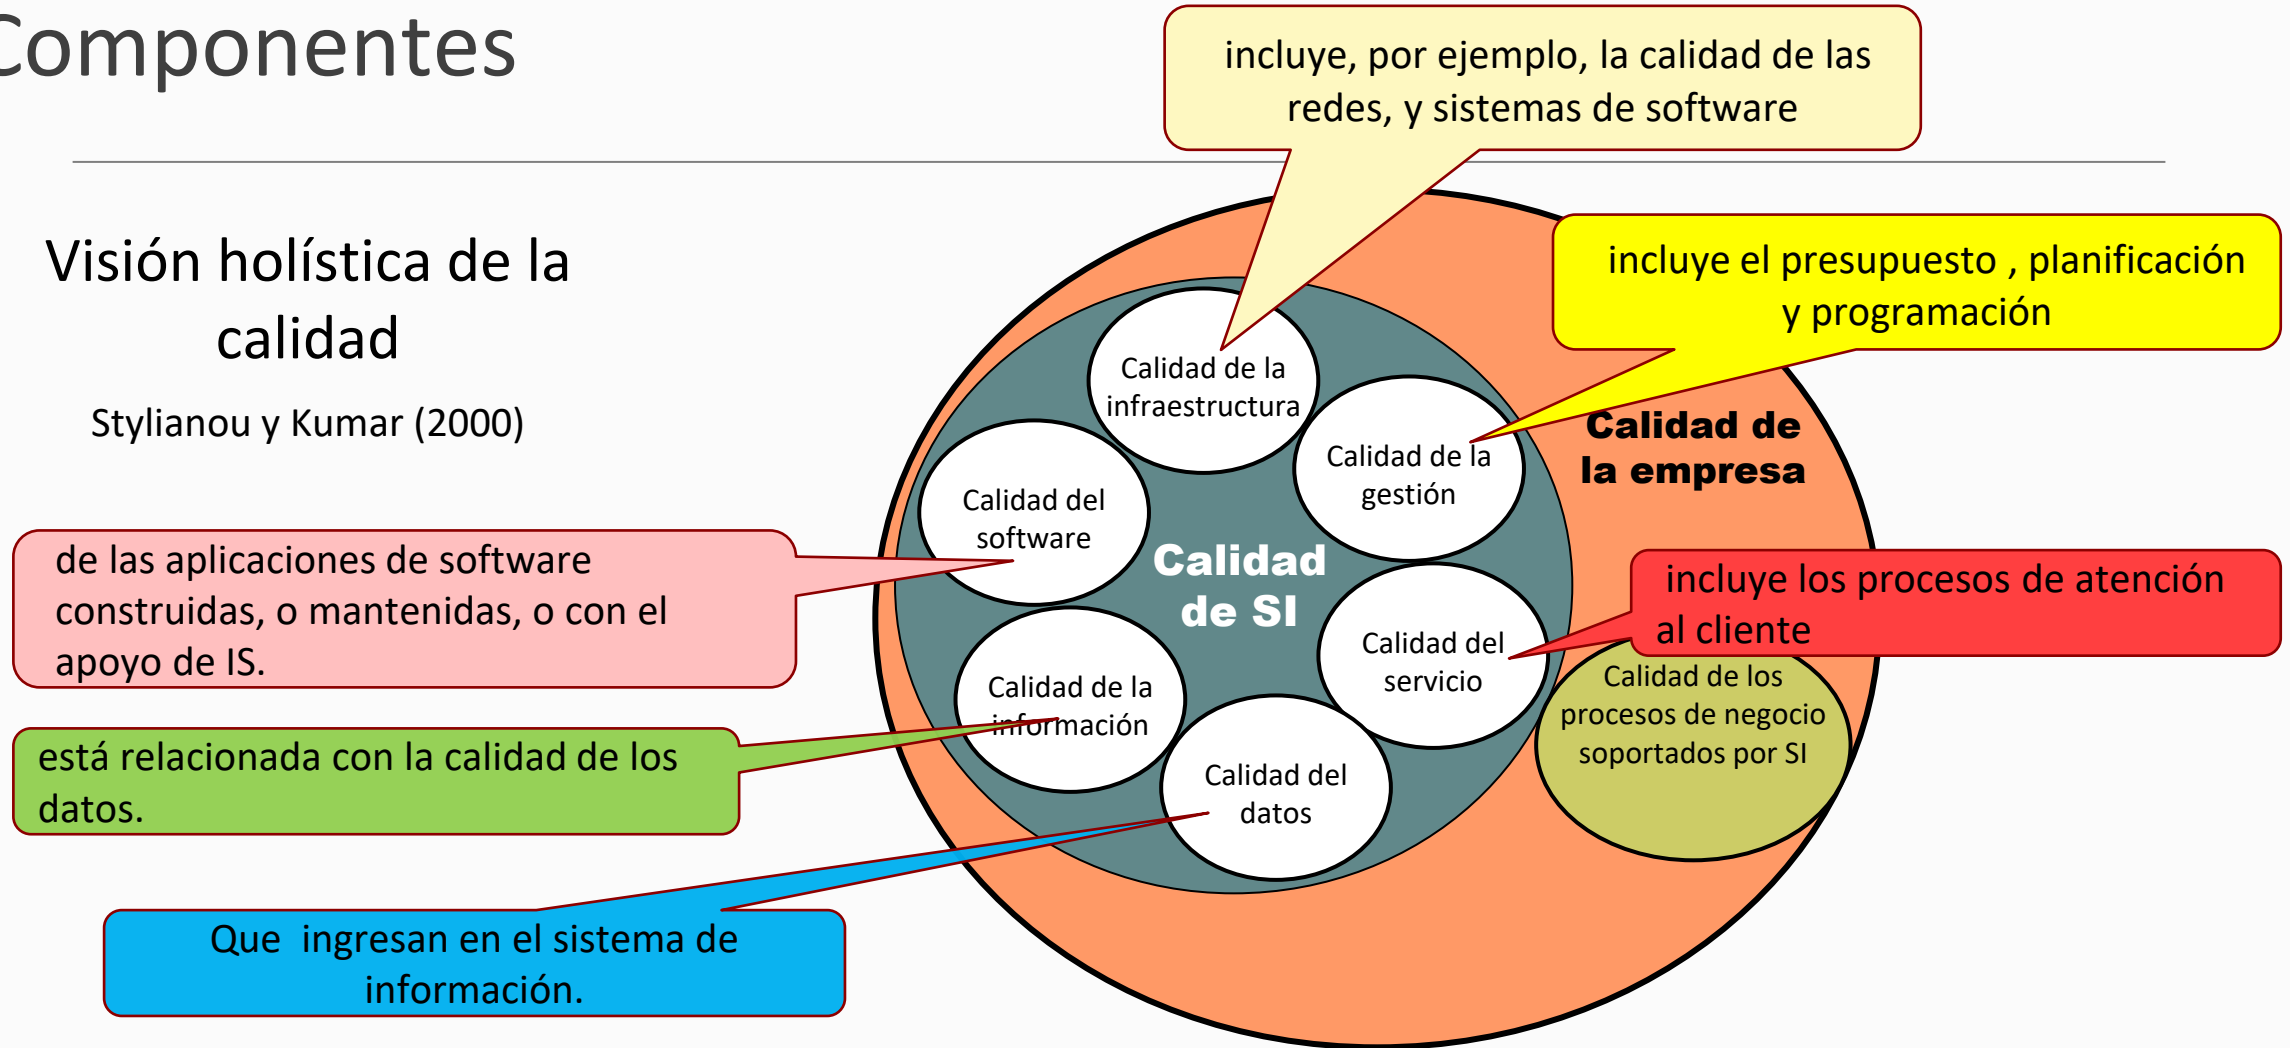 Componentes
Visión holística de la
calidad
Stylianou y Kumar (2000)
incluye, por ejemplo, la calidad de las
redes, y sistemas de software
incluye el presupuesto , planificación
y programación
Calidad de la
infraestructura
Calidad de la
gestión
Calidad de
la empresa
Calidad del
software
Calidad
de SI
de las aplicaciones de software
construidas, o mantenidas, o con el
apoyo de IS.
incluye los procesos de atención
al cliente
Calidad del
servicio
Calidad de los
procesos de negocio
soportados por SI
Calidad de la
información
está relacionada con la calidad de los
datos.
Calidad del
datos
Que ingresan en el sistema de
información.